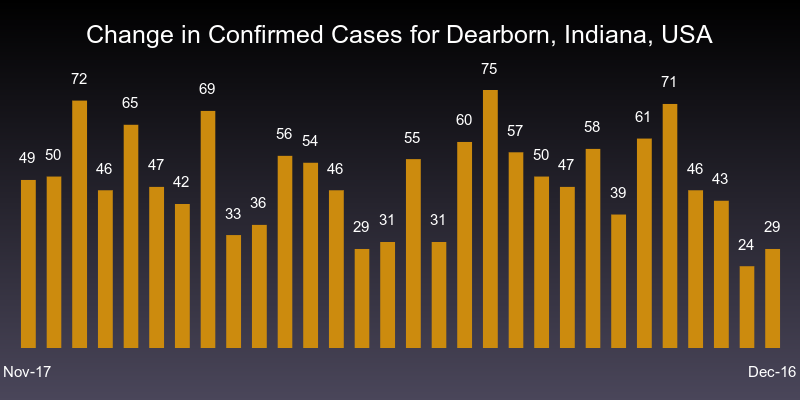 Change in Confirmed Cases for Dearborn, Indiana, USA
49 50 72 46 65 47 42 69 33 36 56 54 46 29 31 55 31 60 75 57 50 47 58 39 61 71 46 43 24 29
Nov-17 Dec-16